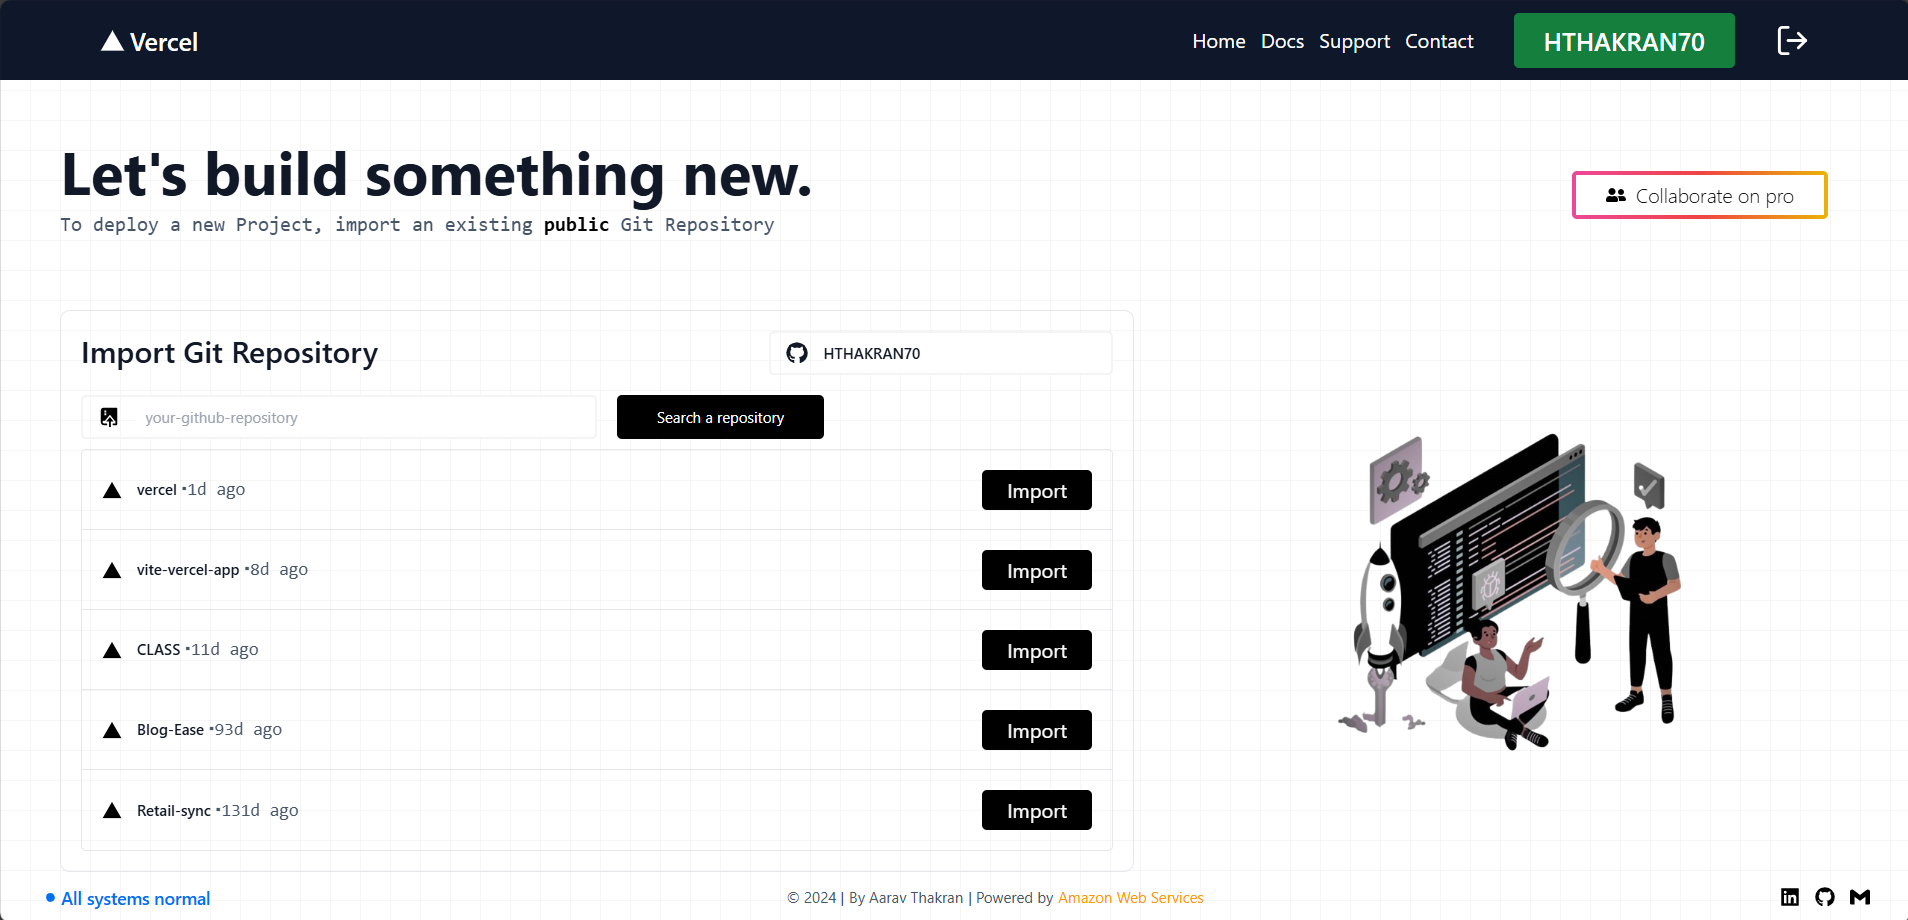 Vercel
Home Docs Support Contact HTHAKRAN70
Let's build something new.
To deploy a new Project, import an existing public Git Repository
Collaborate on pro
Import Git Repository
HTHAKRAN70
your-github-repository
Search a repository
vercel •1d ago
Import
vite-vercel-app •8d ago
Import
CLASS •11d ago
Import
Blog-Ease •93d ago
Import
Retail-sync •131d ago
Import
All systems normal
© 2024 | By Aarav Thakran | Powered by Amazon Web Services